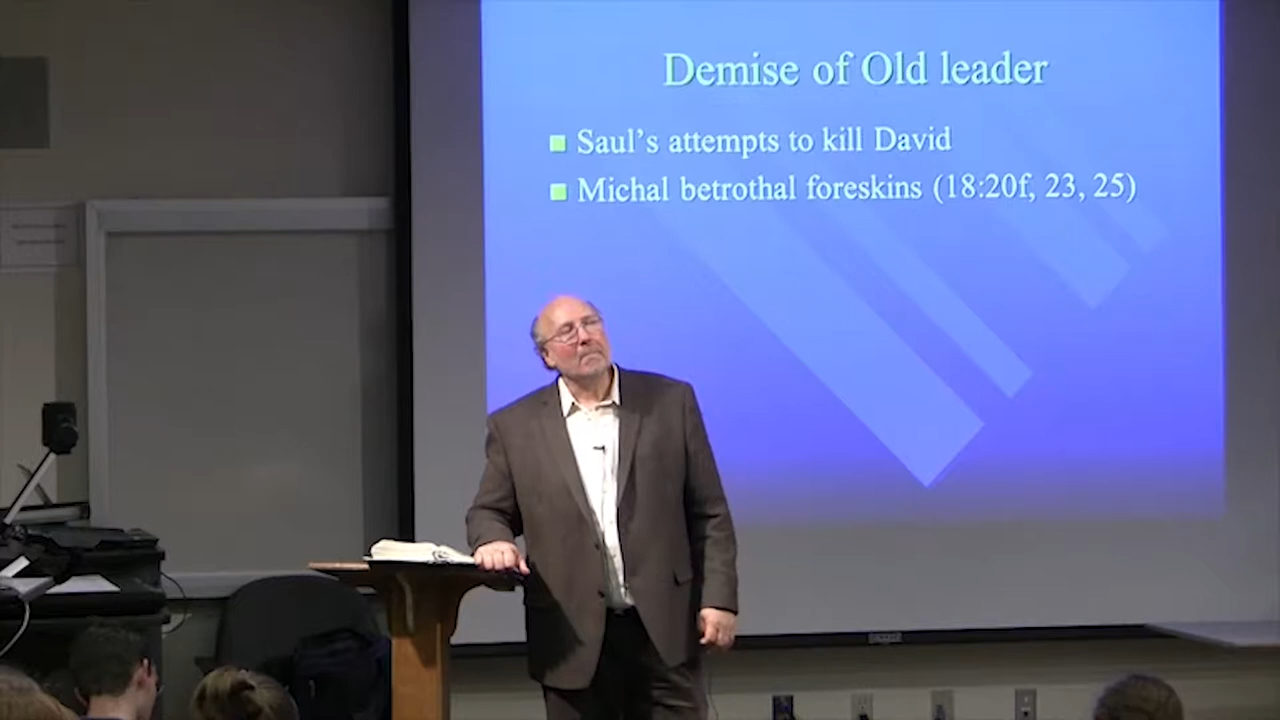 Demise of Old leader
Saul's attempts to kill David
Michal betrothal foreskins (18:20f, 23, 25)